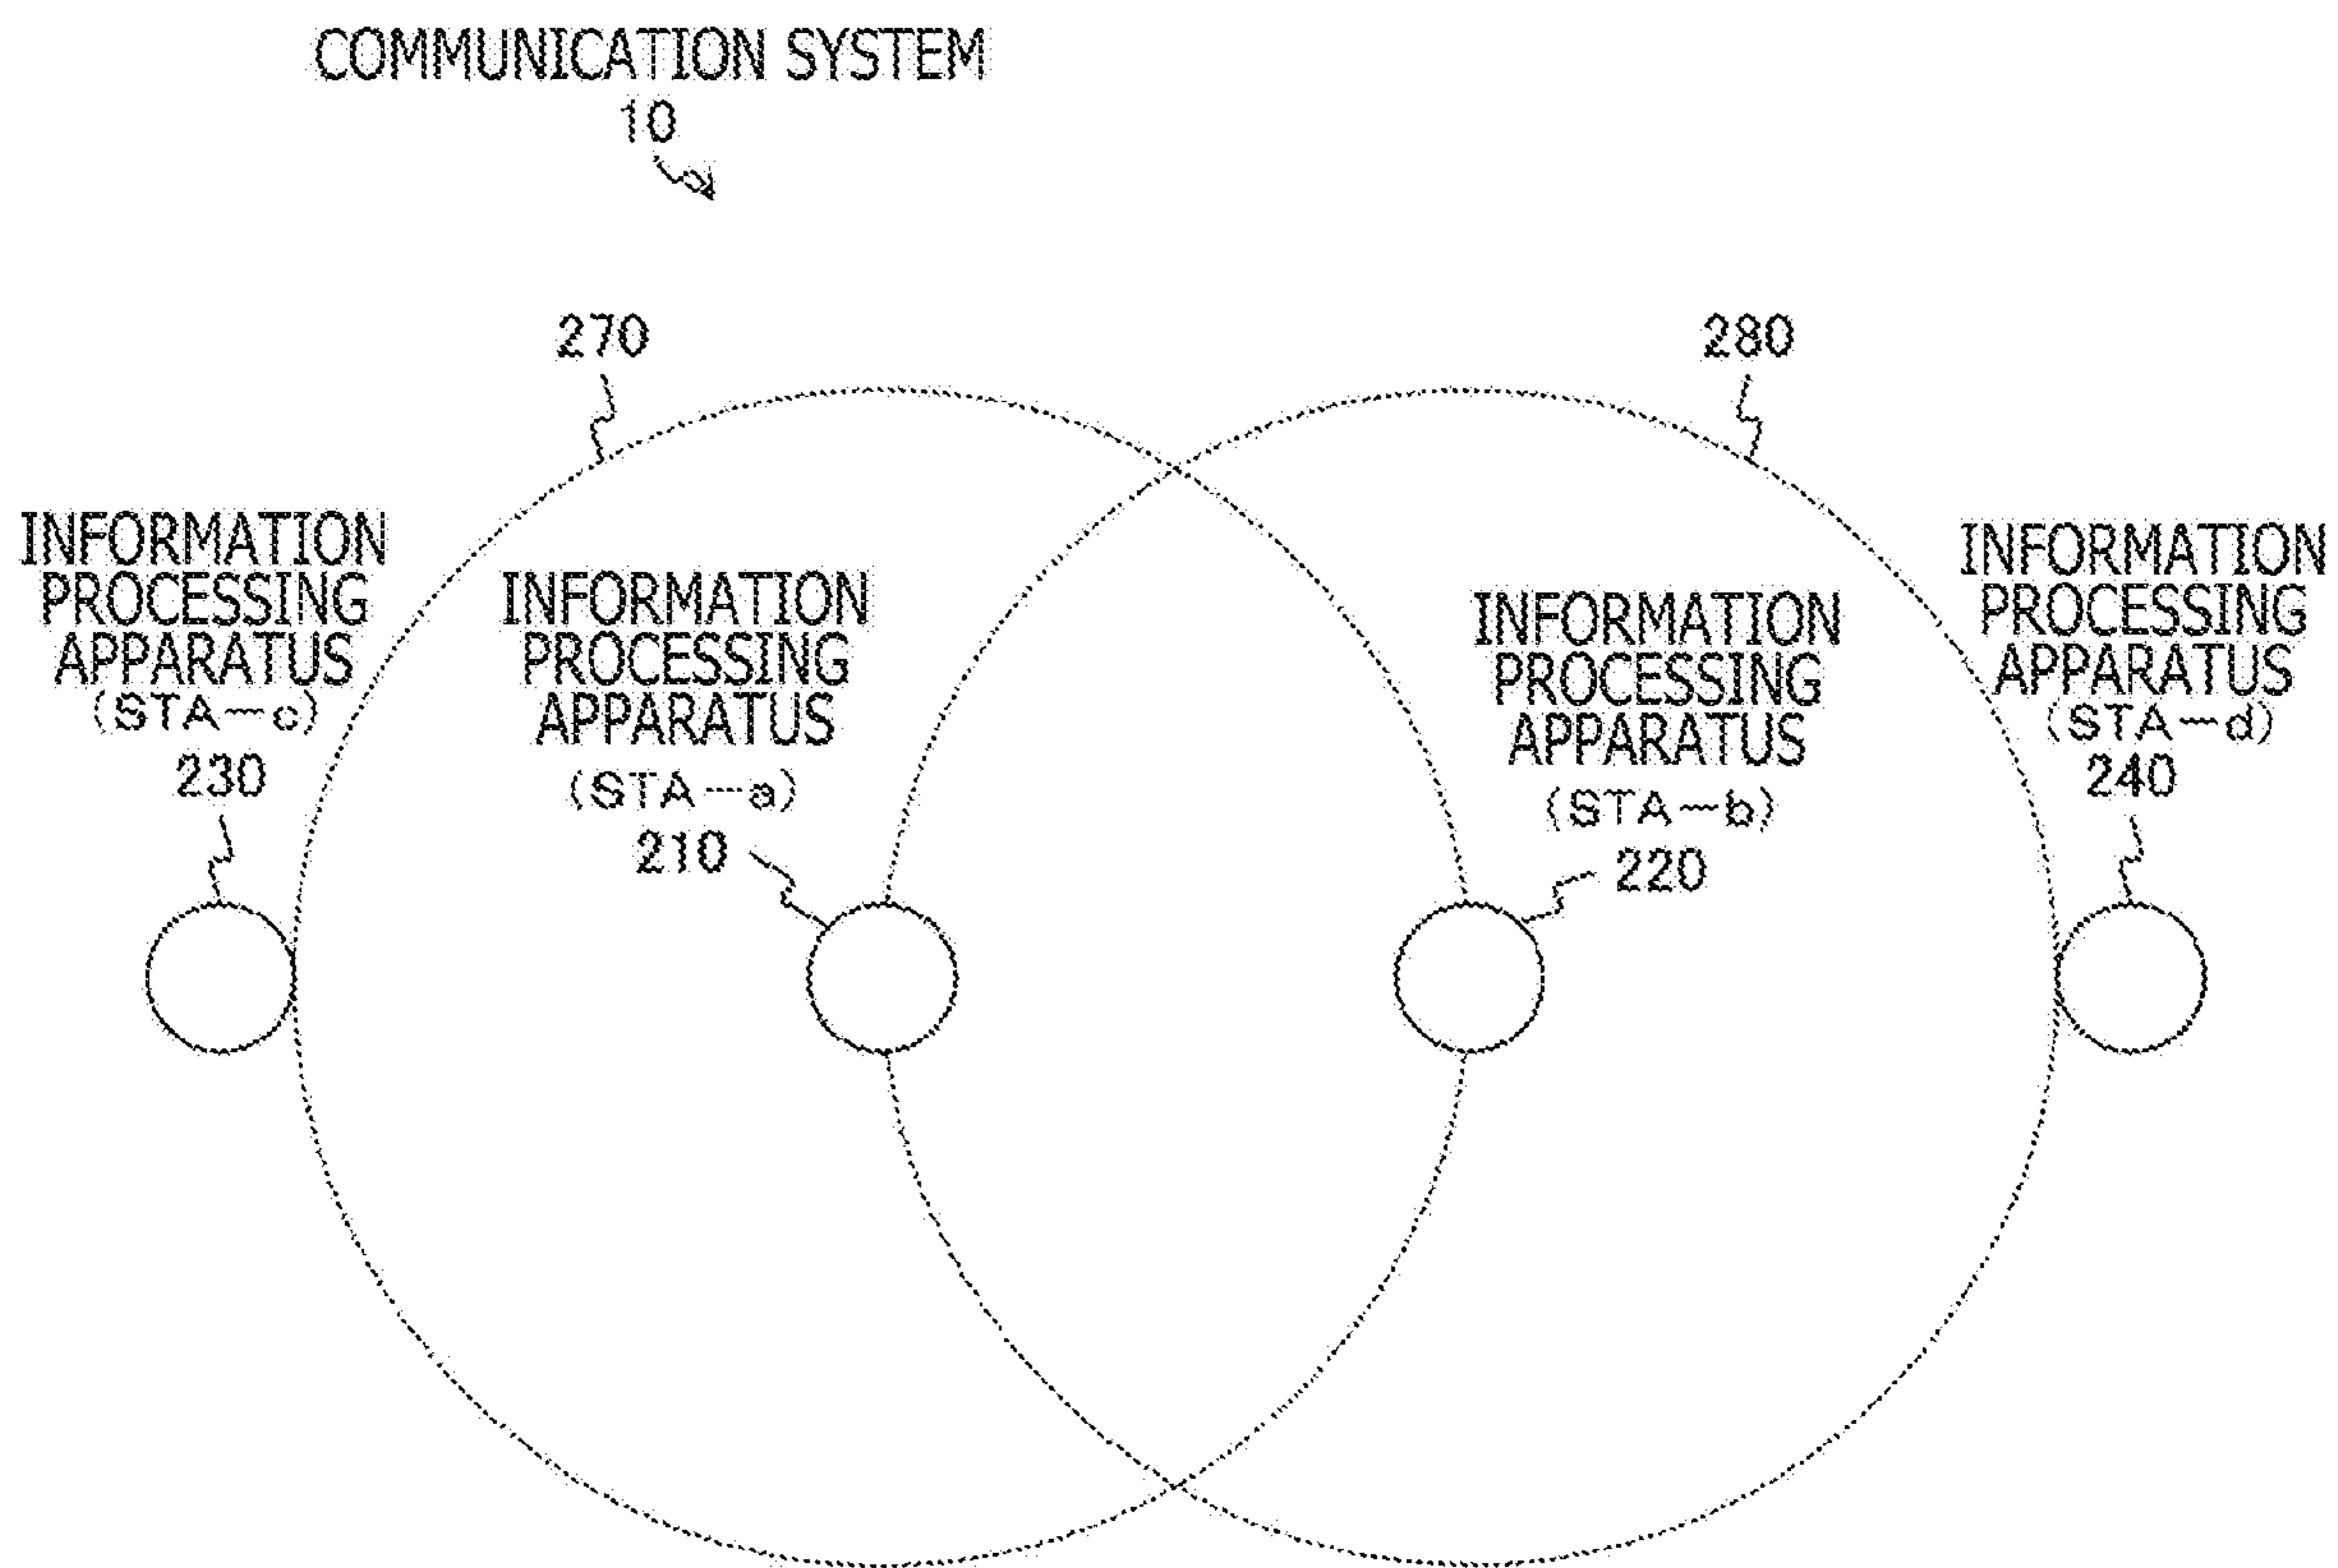 COMMUNICATION SYSTEM
10
270
280
INFORMATION
PROCESSING
APPARATUS
(STA-c)
230
INFORMATION
PROCESSING
APPARATUS
(STA-a)
210
INFORMATION
PROCESSING
APPARATUS
(STA-b)
220
INFORMATION
PROCESSING
APPARATUS
(STA-d)
240